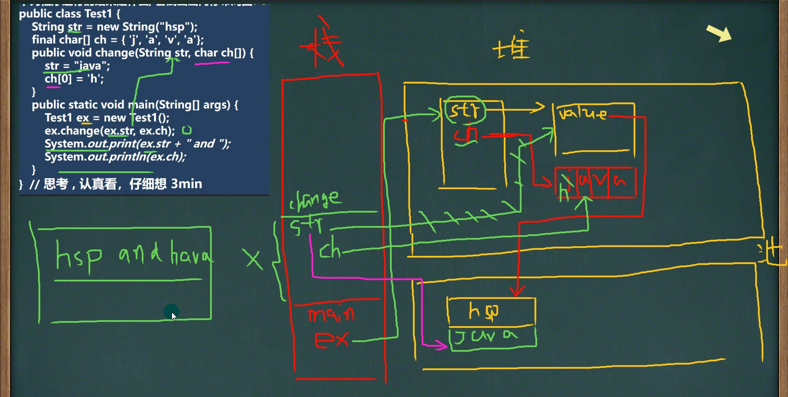 public class Test1 {
String str = new String("hsp");
final char[] ch = { 'j', 'a', 'v', 'a'};
public void change(String str, char ch[]) {
str = "java";
ch[0] = 'h';
}
public static void main(String[] args) {
Test1 ex = new Test1();
ex.change(ex.str, ex.ch);
System.out.print(ex.str + " and ");
System.out.println(ex.ch);
}
} // 思考 , 认真看， 仔细想 3min
hsp and hava
栈
change
str
ch
main
ex
堆
str
ch
value
h a v a
hsp
java